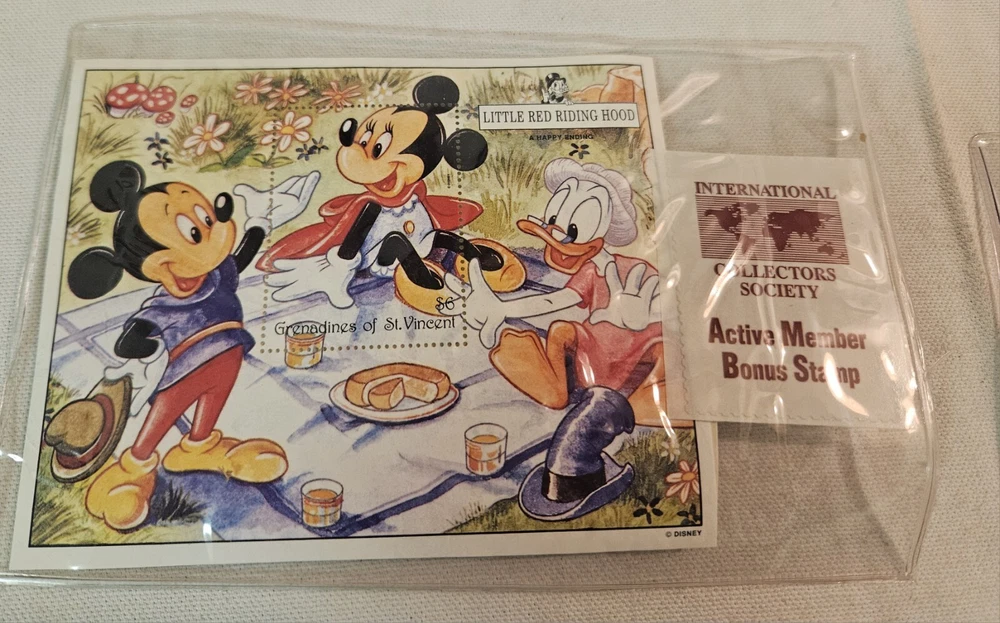 LITTLE RED RIDING HOOD
A HAPPY ENDING
$6
Grenadines of St. Vincent
© DISNEY
INTERNATIONAL
COLLECTORS
SOCIETY
Active Member
Bonus Stamp